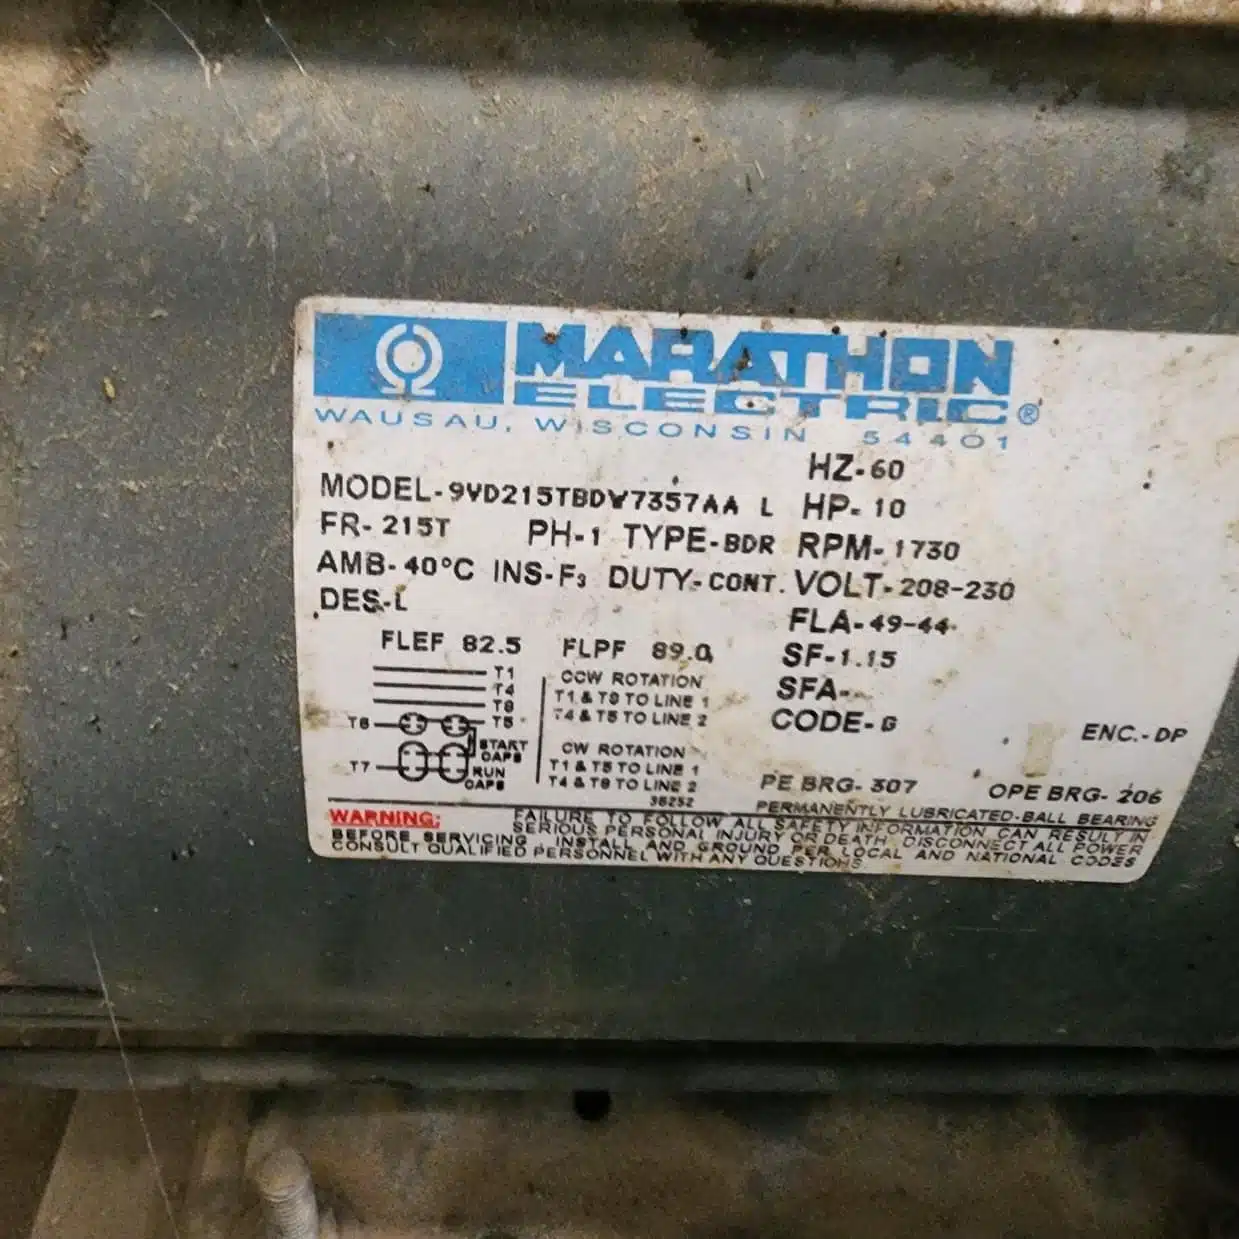 MARATHON
ELECTRIC®
WAUSAU, WISCONSIN 54401
HZ-60
MODEL-9VD215TBDW7357AA L HP-10
FR-215T PH-1 TYPE-BDR RPM-1730
AMB-40°C INS-F3 DUTY-CONT. VOLT-208-230
DES-L
FLA-49-44
FLEF 82.5 FLPF 89.0 SF-1.15
SFA-
CODE-G
ENC.-DP
T1
T4
T8
T6 T5
START
CAPS
T7
RUN
CAPS
CCW ROTATION
T1 & T8 TO LINE 1
T4 & T5 TO LINE 2
CW ROTATION
T1 & T5 TO LINE 1
T4 & T8 TO LINE 2
36252
PE BRG-307 OPE BRG-206
PERMANENTLY LUBRICATED-BALL BEARING
WARNING: FAILURE TO FOLLOW ALL SAFETY INFORMATION CAN RESULT IN
SERIOUS PERSONAL INJURY OR DEATH. DISCONNECT ALL POWER
BEFORE SERVICING, INSTALL AND GROUND PER LOCAL AND NATIONAL CODES
CONSULT QUALIFIED PERSONNEL WITH ANY QUESTIONS